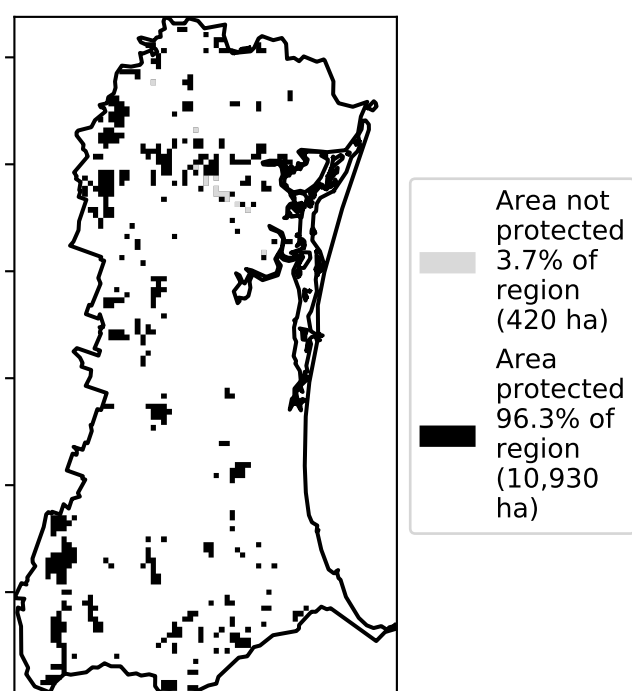 Area not
protected
3.7% of
region
(420 ha)
Area
protected
96.3% of
region
(10,930
ha)